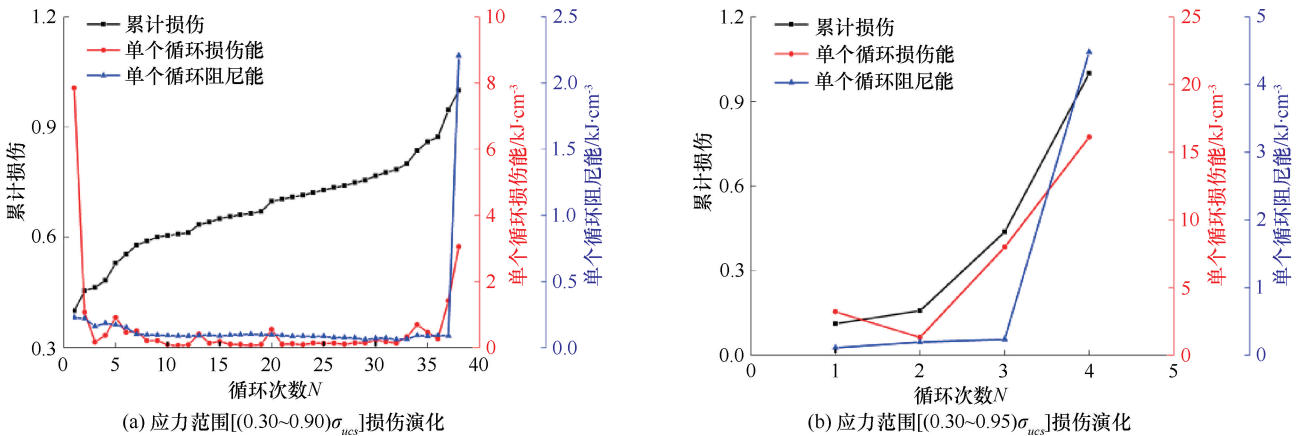 累计损伤
单个循环损伤能
单个循环阻尼能
1.2
0.9
0.6
0.3
累计损伤
0 5 10 15 20 25 30 35 40
循环次数N
10
8
6
4
2
0
单个循环损伤能/kJ·cm⁻³
2.5
2.0
1.5
1.0
0.5
0.0
单个循环阻尼能/kJ·cm⁻³
(a) 应力范围[(0.30~0.90)σucs]损伤演化
累计损伤
单个循环损伤能
单个循环阻尼能
1.2
0.9
0.6
0.3
0.0
累计损伤
0 1 2 3 4 5
循环次数N
25
20
15
10
5
0
单个循环损伤能/kJ·cm⁻³
5
4
3
2
1
0
单个循环阻尼能/kJ·cm⁻³
(b) 应力范围[(0.30~0.95)σucs]损伤演化